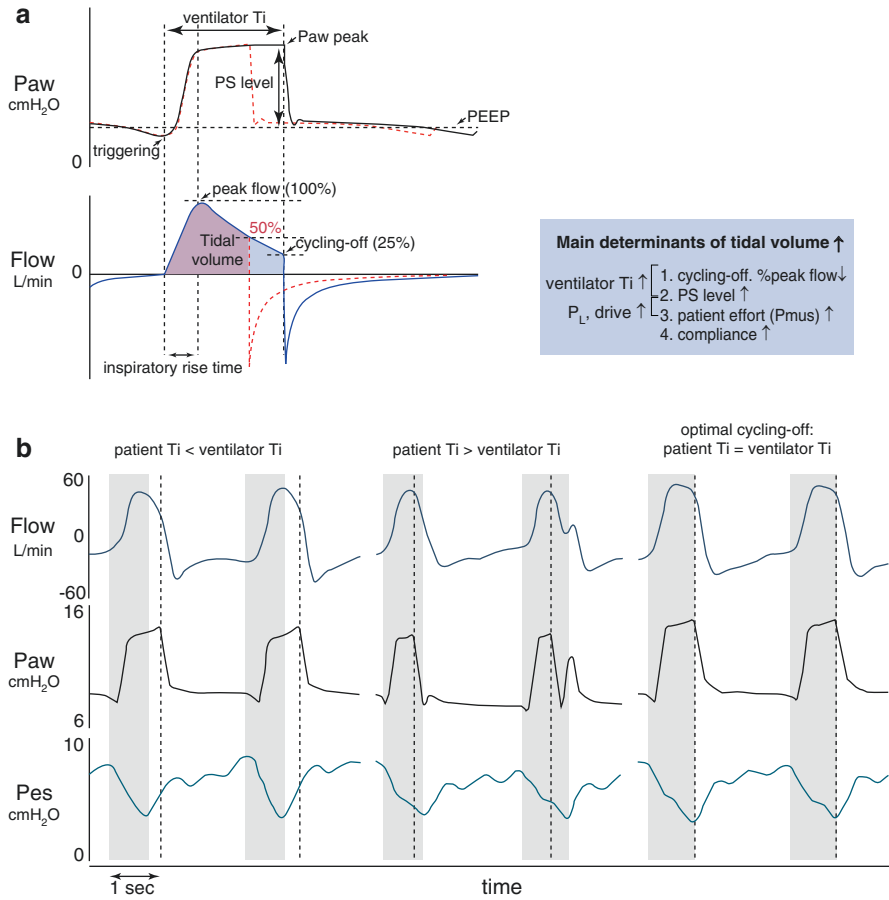 a
ventilator Ti
Paw peak
Paw
cmH₂O
PS level
PEEP
triggering
0
peak flow (100%)
50%
Tidal
volume
cycling-off (25%)
Flow
L/min
0
inspiratory rise time
Main determinants of tidal volume ↑
ventilator Ti ↑
P_L, drive ↑
1. cycling-off. %peak flow↓
2. PS level ↑
3. patient effort (Pmus) ↑
4. compliance ↑
b
patient Ti < ventilator Ti
patient Ti > ventilator Ti
optimal cycling-off:
patient Ti = ventilator Ti
60
Flow
L/min
0
-60
16
Paw
cmH₂O
6
10
Pes
cmH₂O
0
1 sec
time